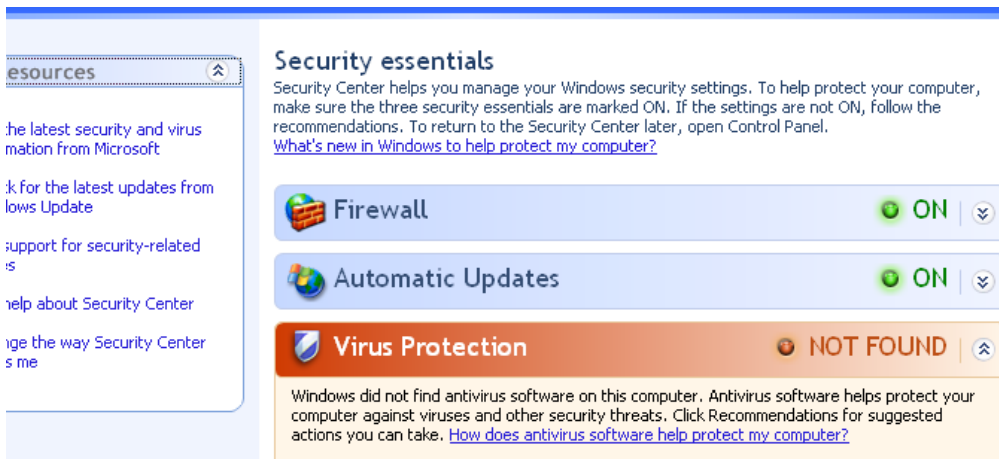 esources
the latest security and virus
mation from Microsoft
k for the latest updates from
lows Update
support for security-related
es
help about Security Center
nge the way Security Center
s me
Security essentials
Security Center helps you manage your Windows security settings. To help protect your computer,
make sure the three security essentials are marked ON. If the settings are not ON, follow the
recommendations. To return to the Security Center later, open Control Panel.
What's new in Windows to help protect my computer?
Firewall ON
Automatic Updates ON
Virus Protection NOT FOUND
Windows did not find antivirus software on this computer. Antivirus software helps protect your
computer against viruses and other security threats. Click Recommendations for suggested
actions you can take. How does antivirus software help protect my computer?